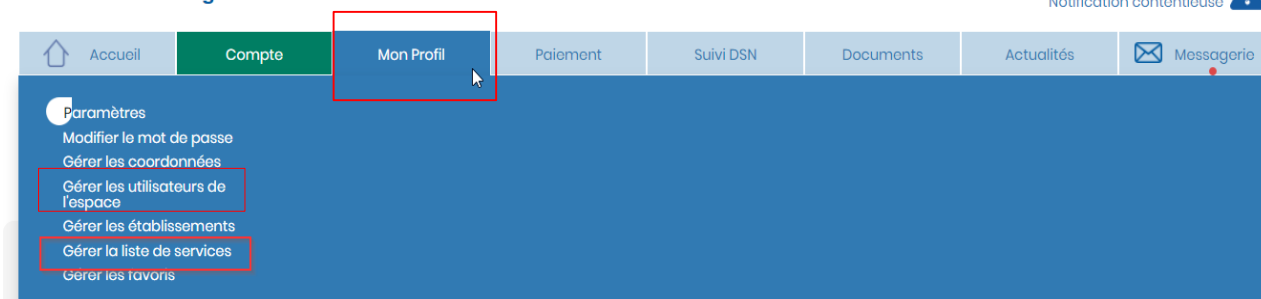 Notification contentieuse
Accueil
Compte
Mon Profil
Paiement
Suivi DSN
Documents
Actualités
Messagerie
Paramètres
Modifier le mot de passe
Gérer les coordonnées
Gérer les utilisateurs de
l'espace
Gérer les établissements
Gérer la liste de services
Gérer les favoris